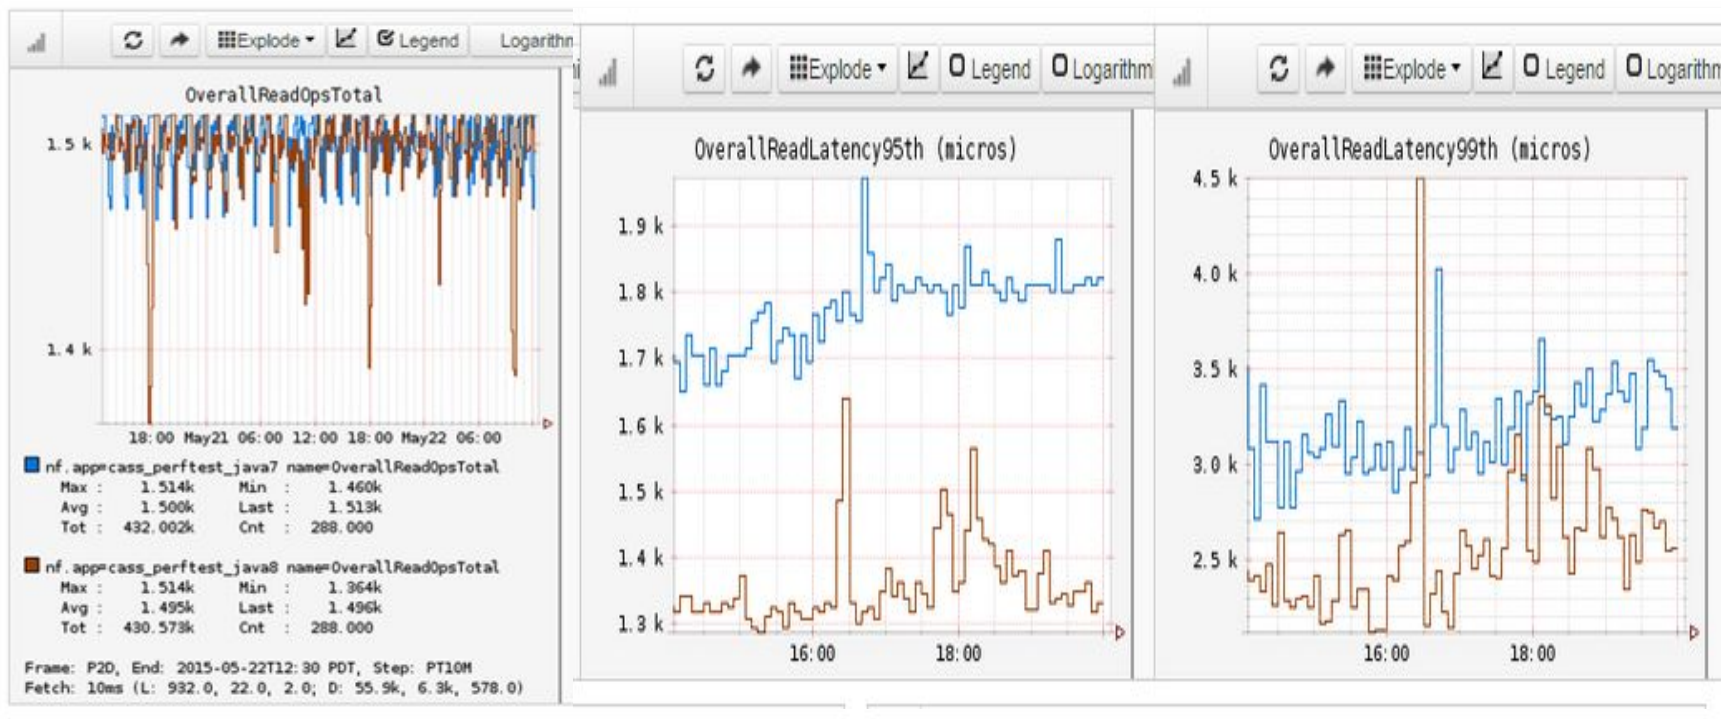 Explode Legend Logarithm
OverallReadOpsTotal
1.5 k
1.4 k
18:00 May21 06:00 12:00 18:00 May22 06:00
nf.app=cass_perftest_java7 name=OverallReadOpsTotal
Max : 1.514k Min : 1.460k
Avg : 1.500k Last : 1.513k
Tot : 432.002k Cnt : 288.000
nf.app=cass_perftest_java8 name=OverallReadOpsTotal
Max : 1.514k Min : 1.364k
Avg : 1.495k Last : 1.496k
Tot : 430.573k Cnt : 288.000
Frame: P2D, End: 2015-05-22T12:30 PDT, Step: PT10M
Fetch: 10ms (L: 932.0, 22.0, 2.0; D: 55.9k, 6.3k, 578.0)
Explode Legend Logarithmi
OverallReadLatency95th (micros)
1.9 k
1.8 k
1.7 k
1.6 k
1.5 k
1.4 k
1.3 k
16:00 18:00
Explode Legend Logarithm
OverallReadLatency99th (micros)
4.5 k
4.0 k
3.5 k
3.0 k
2.5 k
16:00 18:00